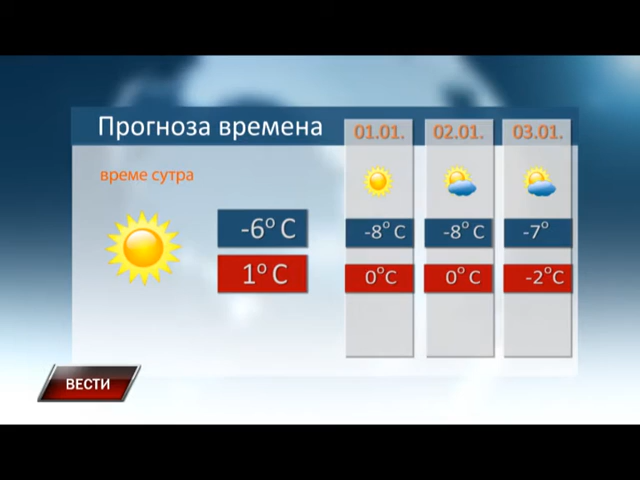 Прогноза времена
време сутра
-6° C
1° C
01.01. 02.01. 03.01.
-8° C -8° C -7°
0°C 0°C -2°C
ВЕСТИ